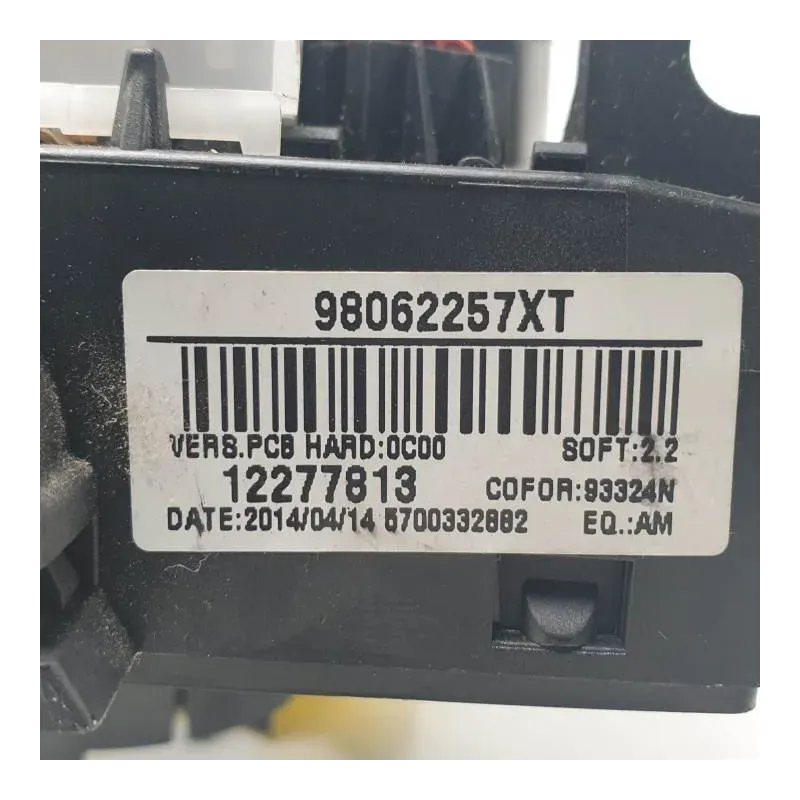 98062257XT
VERS.PCB HARD:0C00 SOFT:2.2
12277813 COFOR:93324N
DATE:2014/04/14 5700332882 EQ.:AM